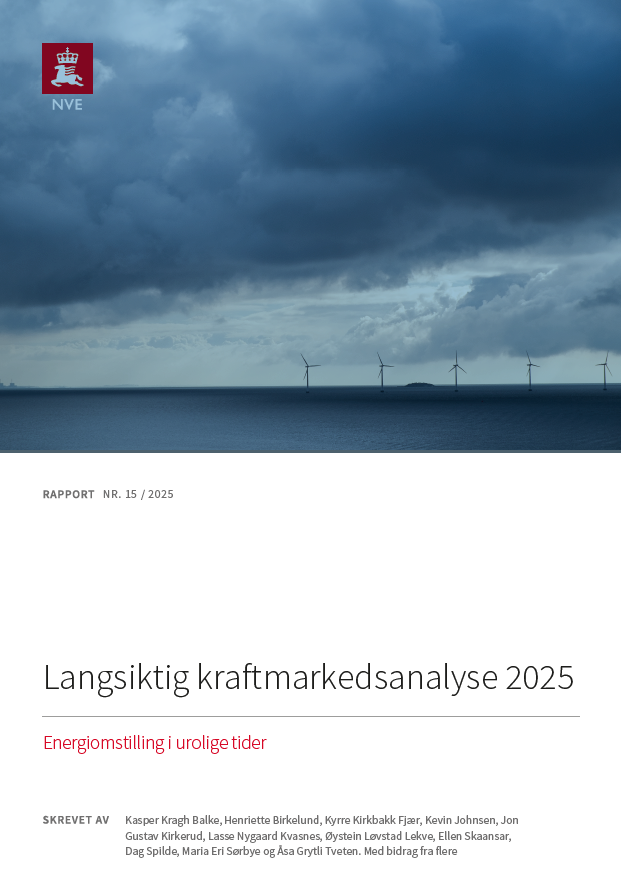 NVE
RAPPORT NR. 15 / 2025
Langsiktig kraftmarkedsanalyse 2025
Energiomstilling i urolige tider
SKREVET AV Kasper Kragh Balke, Henriette Birkelund, Kyrre Kirkbakk Fjær, Kevin Johnsen, Jon
Gustav Kirkerud, Lasse Nygaard Kvasnes, Øystein Løvstad Lekve, Ellen Skaansar,
Dag Spilde, Maria Eri Sørbye og Åsa Grytli Tveten. Med bidrag fra flere